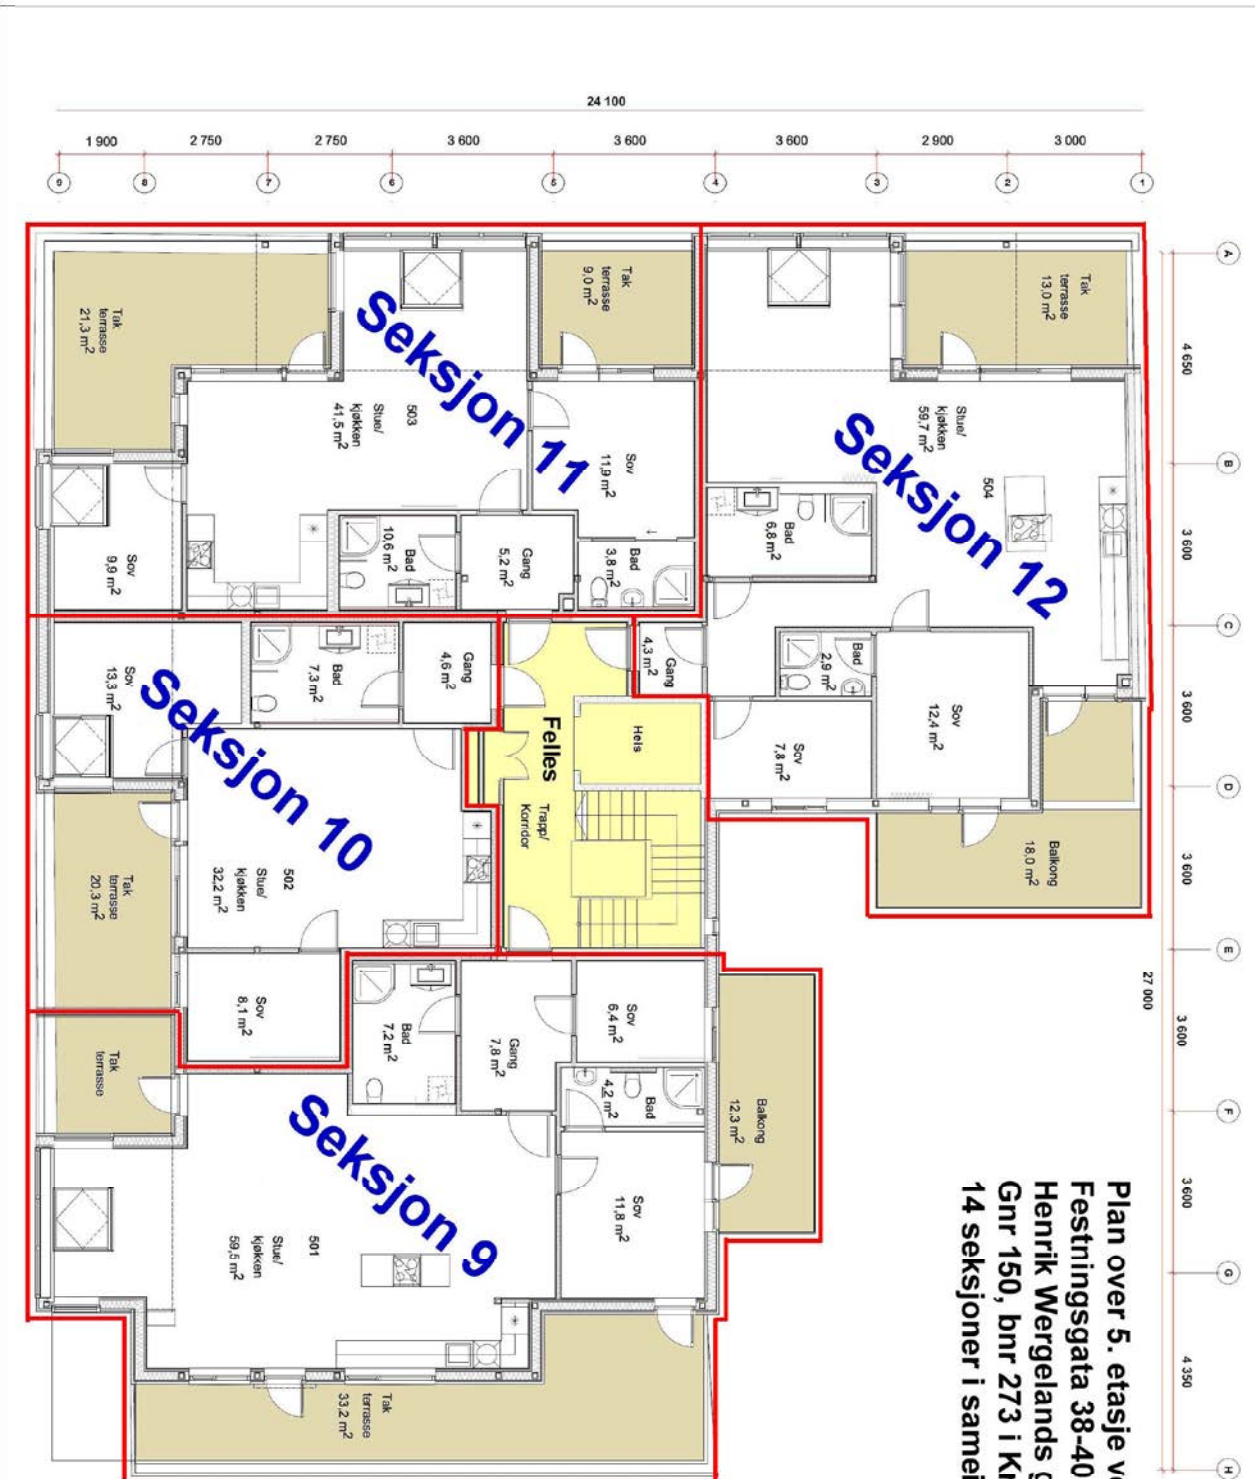 24 100
1 900
2 750
2 750
3 600
3 600
3 600
2 900
3 000
9
8
7
6
5
4
3
2
1
A
B
C
D
E
F
G
H
4 650
3 600
3 600
3 600
3 600
3600
4 350
27 000
Seksjon 11
Tak
terrasse
21,3 m2
Tak
terrasse
9,0 m2
503
Stue/
kjøkken
41,5 m2
Sov
11,9 m2
Sov
9,9 m2
Bad
10,6 m2
Gang
5,2 m2
Bad
3,8 m2
Seksjon 12
Tak
terrasse
13,0 m2
504
Stue/
kjøkken
59,7 m2
Bad
6,8 m2
Gang
4,3 m2
Bad
2,9 m2
Sov
12,4 m2
Sov
7,8 m2
Balkong
18,0 m2
Felles
Heis
Trapp/
Korridor
Seksjon 10
Sov
13,3 m2
Bad
7,3 m2
Gang
4,6 m2
502
Stue/
kjøkken
32,2 m2
Tak
terrasse
20,3 m2
Sov
8,1 m2
Seksjon 9
Tak
terrasse
Bad
7,2 m2
Gang
7,8 m2
Sov
6,4 m2
Bad
4,2 m2
Balkong
12,3 m2
Sov
11,8 m2
501
Stue/
kjøkken
59,5 m2
Tak
terrasse
33,2 m2
Plan over 5. etasje
Festningsgata 38-40
Henrik Wergelands
Gnr 150, bnr 273 i
14 seksjoner i